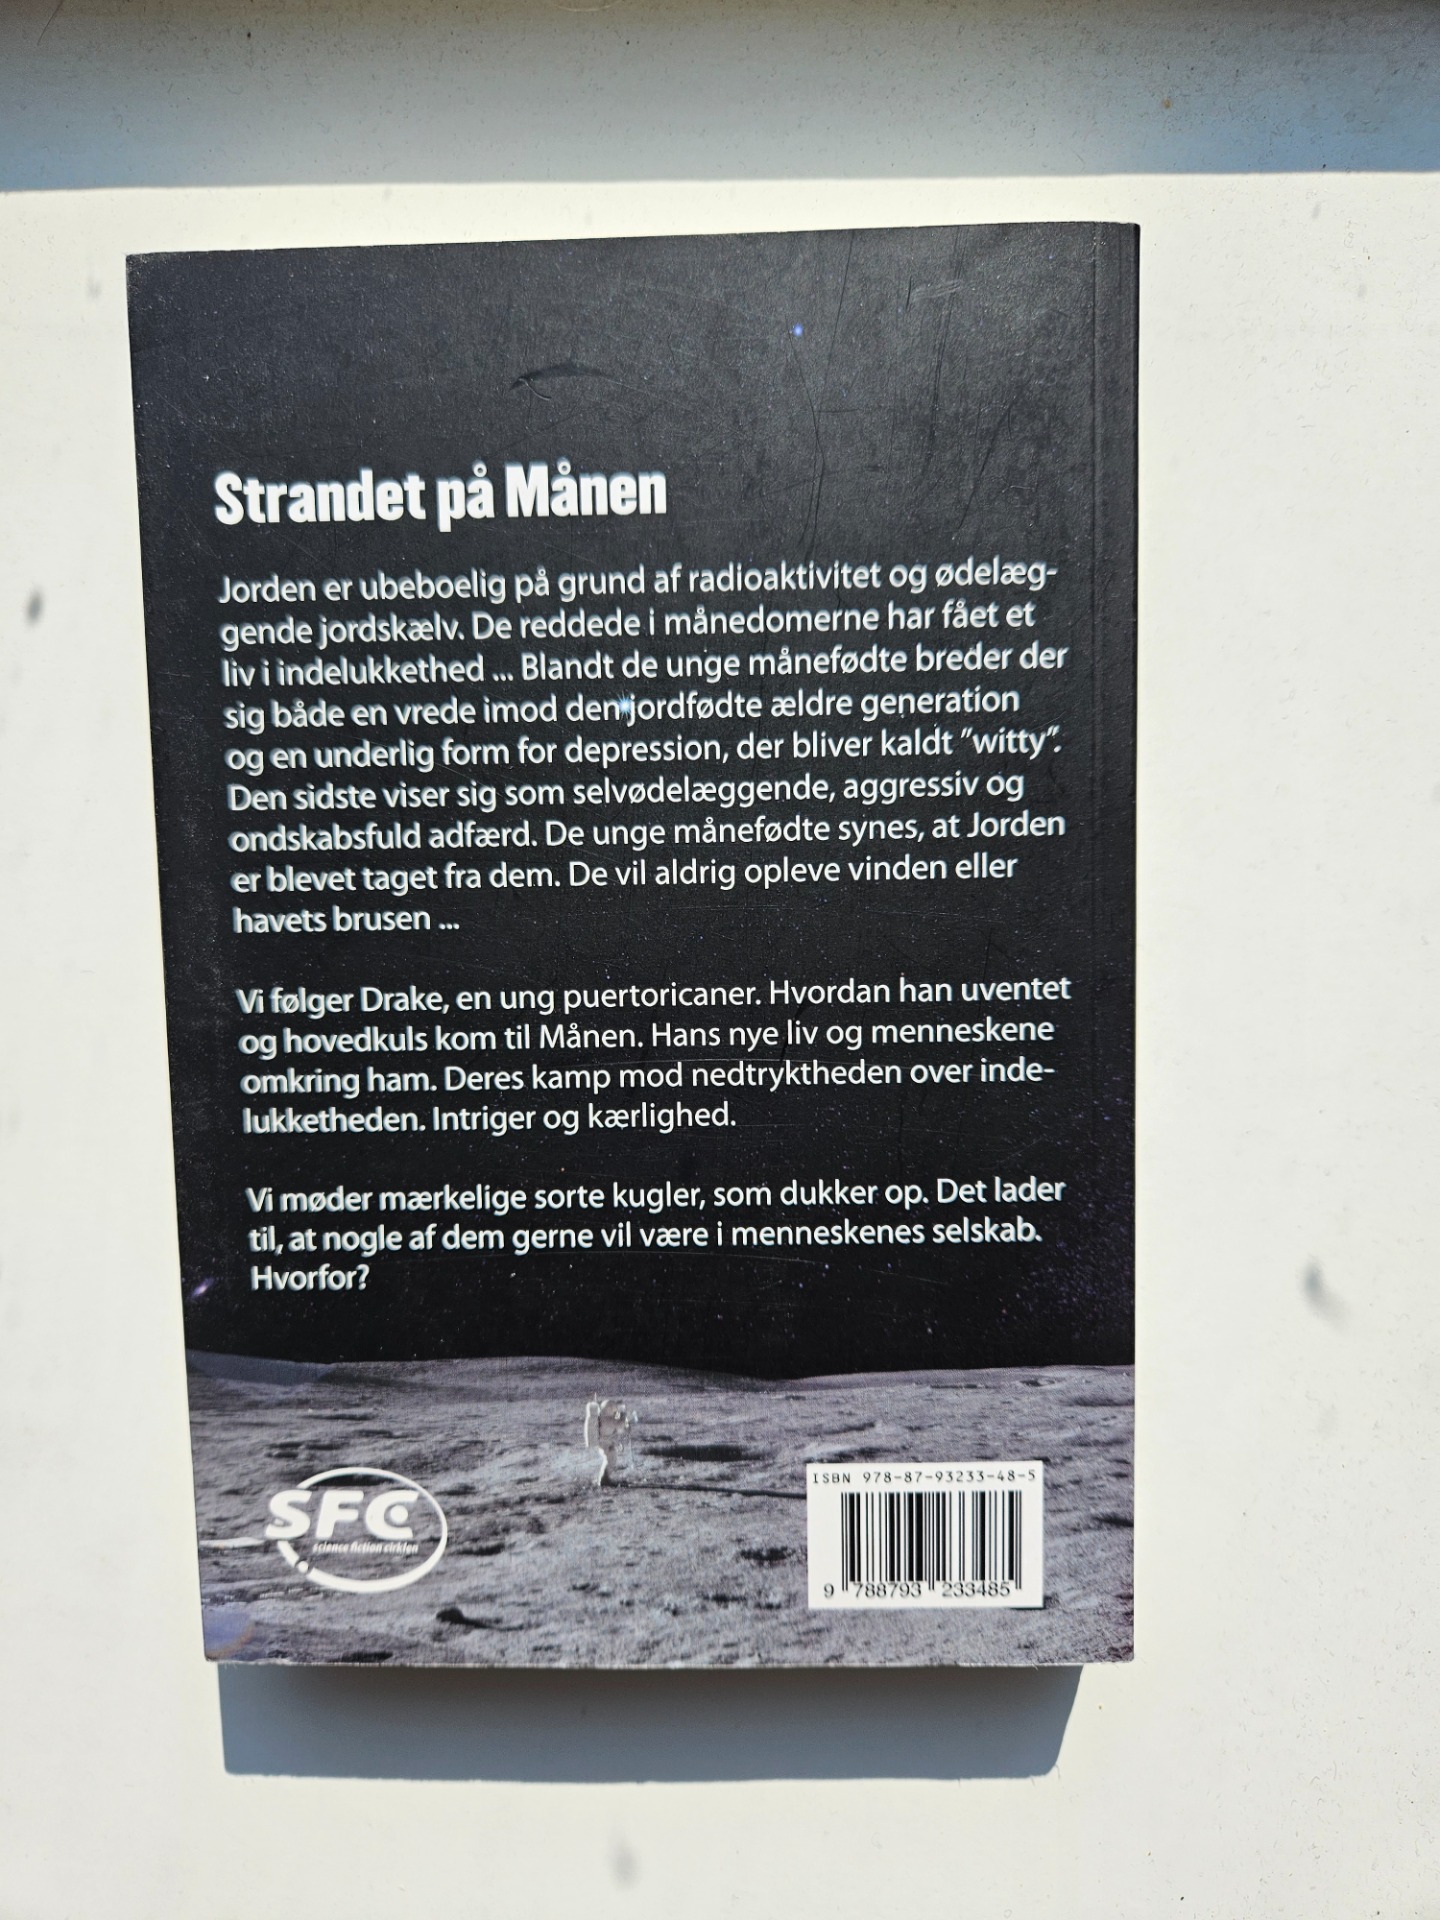 Strandet på Månen
Jorden er ubeboelig på grund af radioaktivitet og ødelæg-
gende jordskælv. De reddede i månedomerne har fået et
liv i indelukkethed ... Blandt de unge månefødte breder der
sig både en vrede imod den jordfødte ældre generation
og en underlig form for depression, der bliver kaldt "witty".
Den sidste viser sig som selvødelæggende, aggressiv og
ondskabsfuld adfærd. De unge månefødte synes, at Jorden
er blevet taget fra dem. De vil aldrig opleve vinden eller
havets brusen ...
Vi følger Drake, en ung puertoricaner. Hvordan han uventet
og hovedkuls kom til Månen. Hans nye liv og menneskene
omkring ham. Deres kamp mod nedtryktheden over inde-
lukketheden. Intriger og kærlighed.
Vi møder mærkelige sorte kugler, som dukker op. Det lader
til, at nogle af dem gerne vil være i menneskenes selskab.
Hvorfor?
SFC
science fiction cirklen
ISBN 978-87-93233-48-5
9 788793 233485